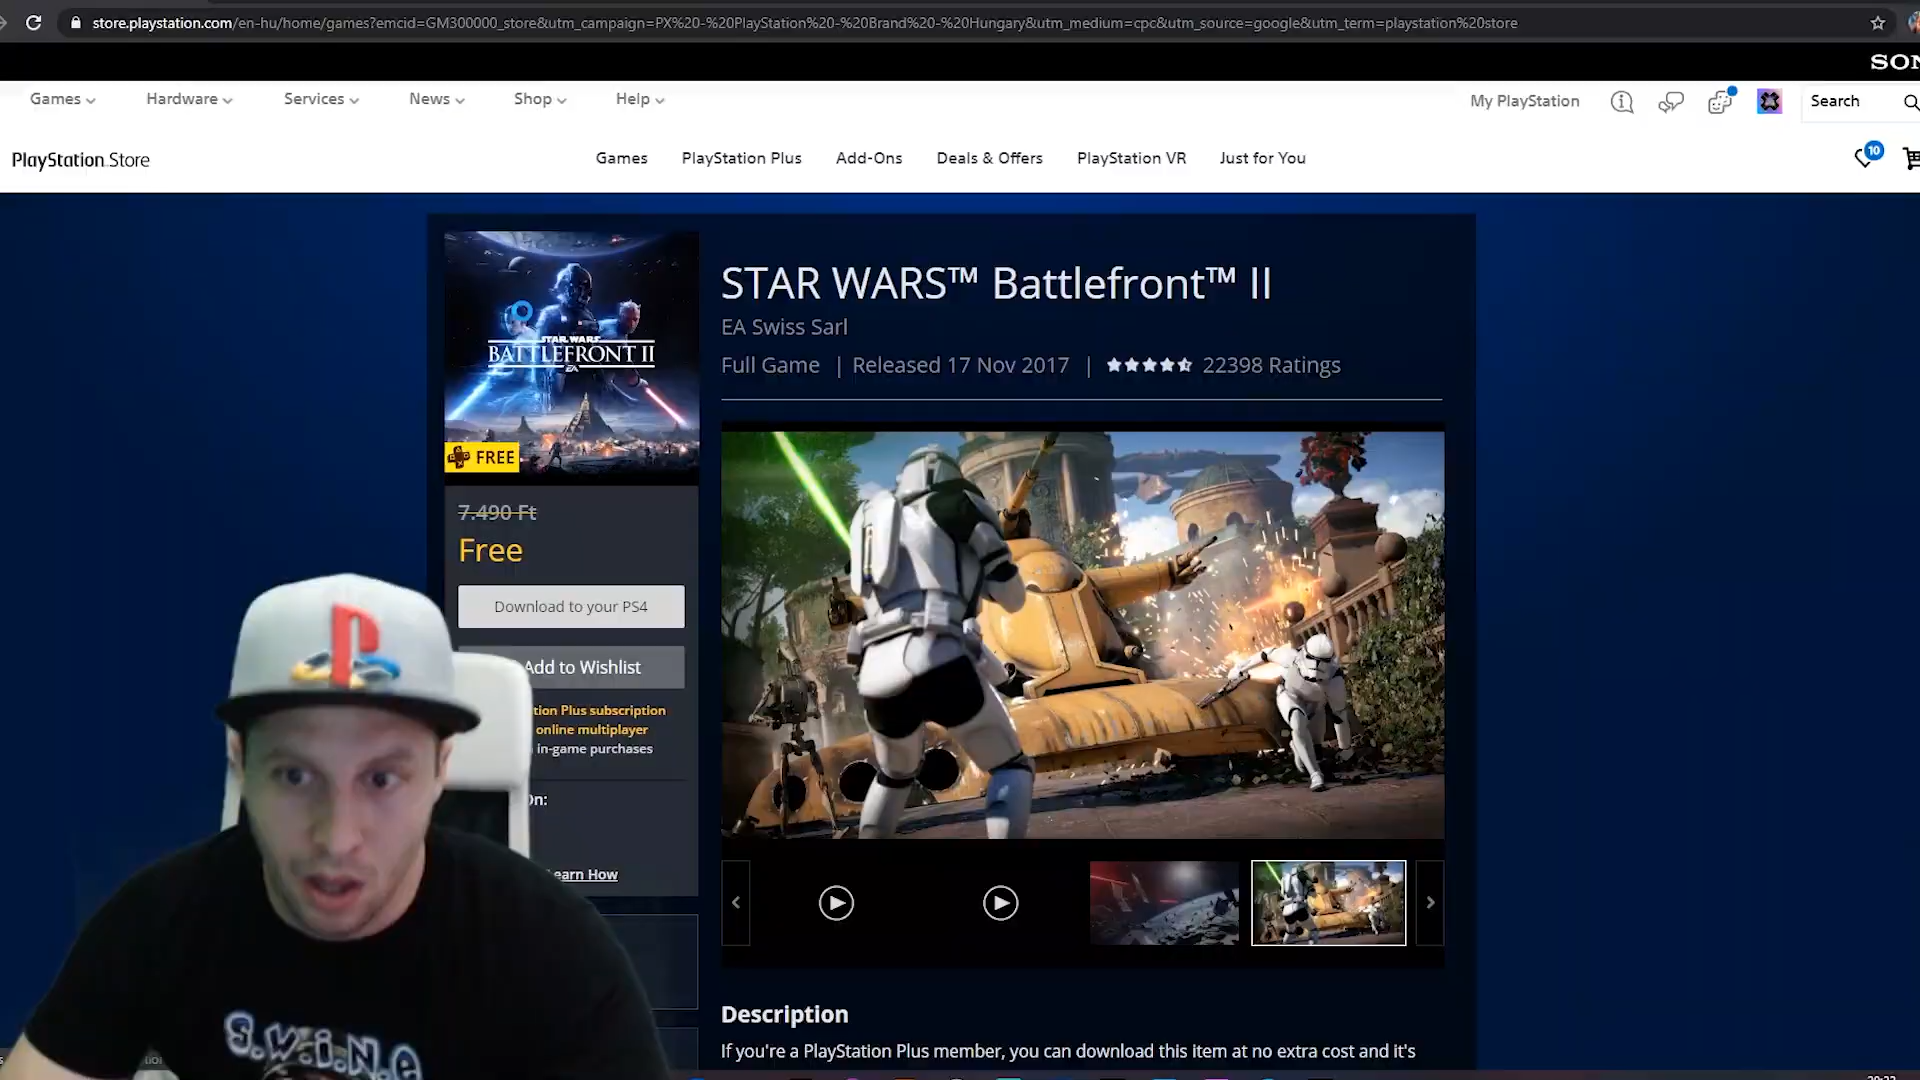 store.playstation.com/en-hu/home/games?emcid=GM300000_store&utm_campaign=PX%20-%20PlayStation%20-%20Brand%20-%20Hungary&utm_medium=cpc&utm_source=google&utm_term=playstation%20store
SON
Games Hardware Services News Shop Help My PlayStation Search
PlayStation Store Games PlayStation Plus Add-Ons Deals & Offers PlayStation VR Just for You 10
STAR WARS™ Battlefront™ II
EA Swiss Sarl
Full Game | Released 17 Nov 2017 | 22398 Ratings
STAR WARS
BATTLEFRONT II
EA
FREE
7.490 Ft
Free
Download to your PS4
Add to Wishlist
tion Plus subscription
online multiplayer
in-game purchases
On:
earn How
Description
If you're a PlayStation Plus member, you can download this item at no extra cost and it's
S.W.I.N.E